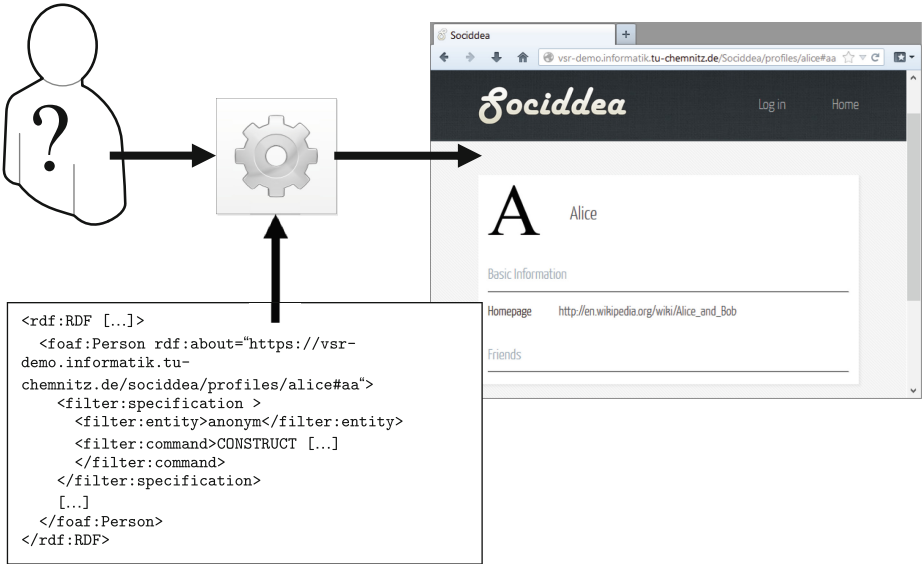 ?
Sociddea
+
vsr-demo.informatik.tu-chemnitz.de/Sociddea/profiles/alice#aa
Sociddea Log in Home
A Alice
Basic Information
Homepage http://en.wikipedia.org/wiki/Alice_and_Bob
Friends
<rdf:RDF […]>
<foaf:Person rdf:about=“https://vsr-
demo.informatik.tu-
chemnitz.de/sociddea/profiles/alice#aa“>
<filter:specification >
<filter:entity>anonym</filter:entity>
<filter:command>CONSTRUCT […]
</filter:command>
</filter:specification>
[…]
</foaf:Person>
</rdf:RDF>